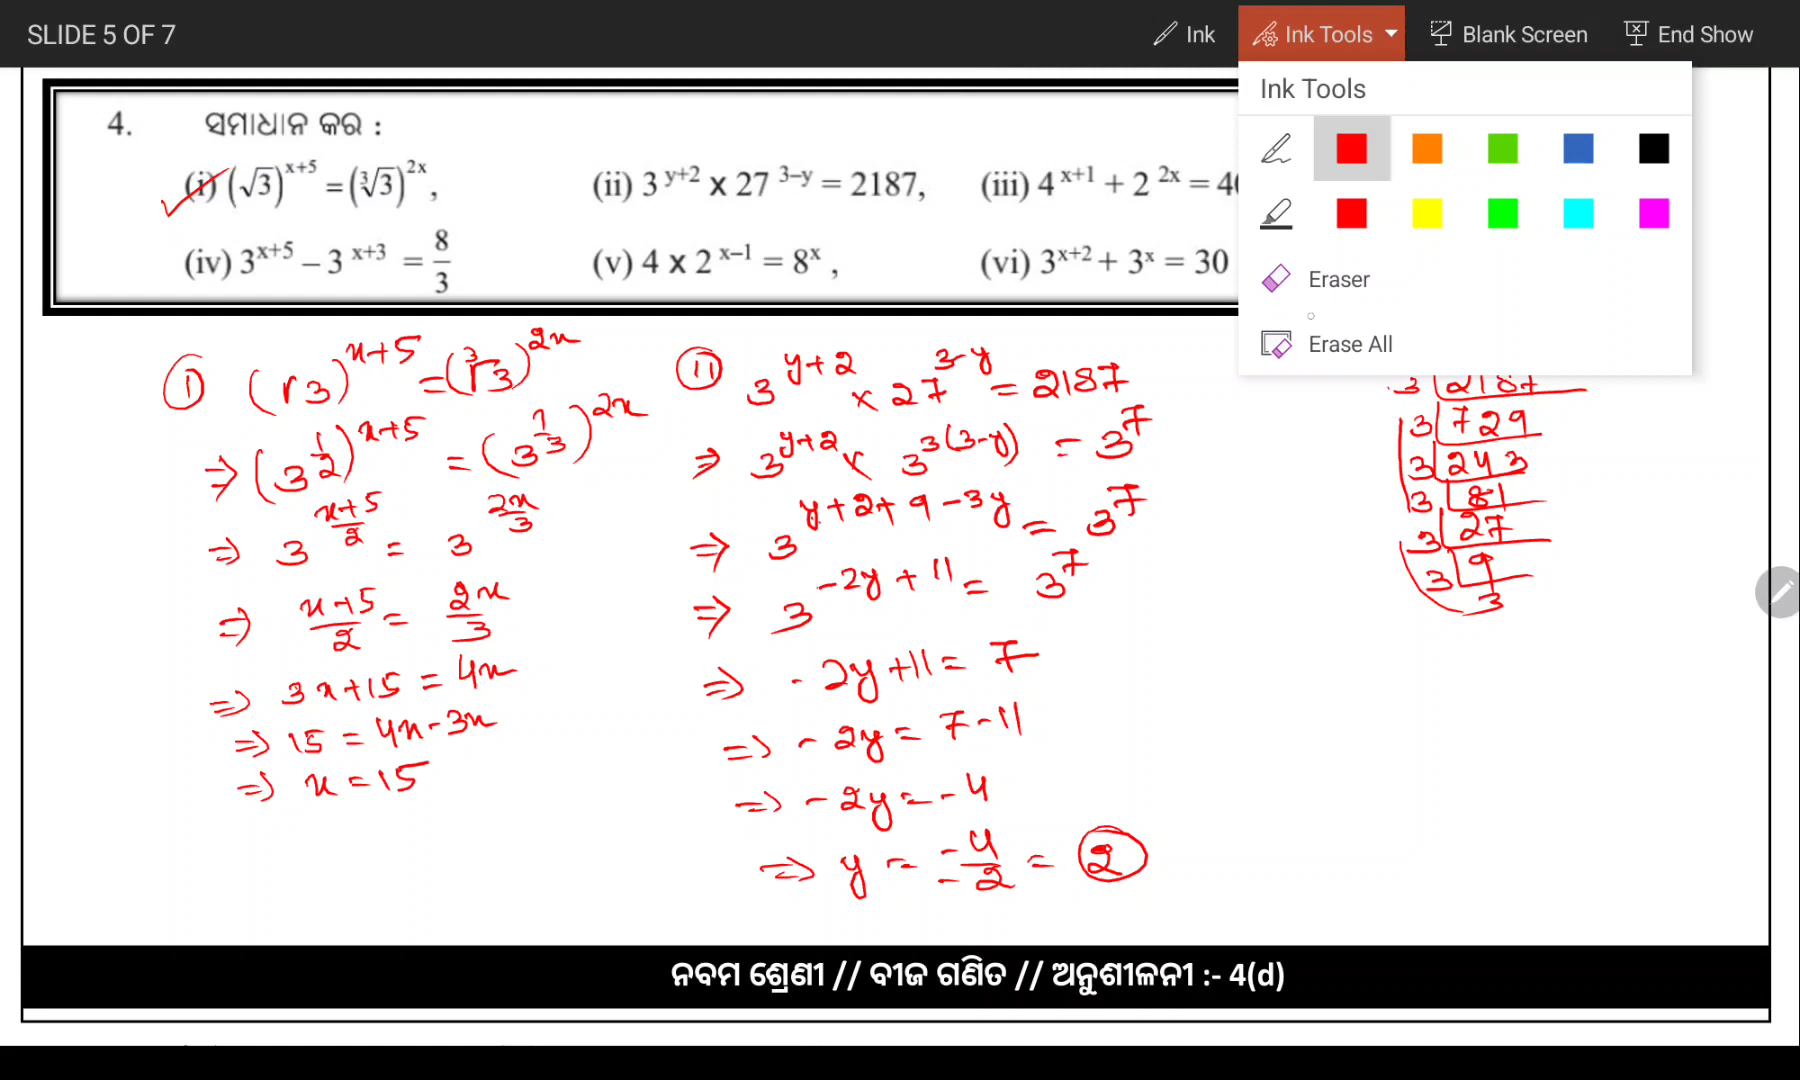 SLIDE 5 OF 7
Ink
Ink Tools
Blank Screen
End Show
Ink Tools
Eraser
Erase All
4. ସମାଧାନ କର :
(i) (√3)^(x+5) = (∛3)^(2x),
(ii) 3^(y+2) x 27^(3–y) = 2187,
(iii) 4^(x+1) + 2^(2x) = 4
(iv) 3^(x+5) – 3^(x+3) = 8/3
(v) 4 x 2^(x–1) = 8^x ,
(vi) 3^(x+2) + 3^x = 30
(i) (√3)^(x+5) = (∛3)^(2x)
⇒ (3^(1/2))^(x+5) = (3^(1/3))^(2x)
⇒ 3^((x+5)/2) = 3^(2x/3)
⇒ (x+5)/2 = 2x/3
⇒ 3x+15 = 4x
⇒ 15 = 4x-3x
⇒ x = 15
(ii) 3^(y+2) x 27^(3-y) = 2187
⇒ 3^(y+2) x 3^(3(3-y)) = 3^7
⇒ 3^(y+2+9-3y) = 3^7
⇒ 3^(-2y+11) = 3^7
⇒ -2y+11 = 7
⇒ -2y = 7-11
⇒ -2y = -4
⇒ y = -4/-2 = 2
3 | 2187
3 | 729
3 | 243
3 | 81
3 | 27
3 | 9
3
ନବମ ଶ୍ରେଣୀ // ବୀଜ ଗଣିତ // ଅନୁଶୀଳନୀ :- 4(d)